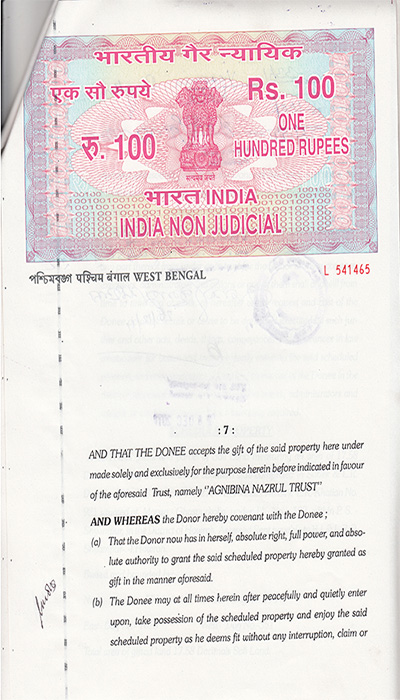 भारतीय गैर न्यायिक
एक सौ रुपये Rs. 100
रु. 100 ONE
HUNDRED RUPEES
सत्यमेव जयते
भारत INDIA
INDIA NON JUDICIAL
পশ্চিমবঙ্গ पश्चिम बंगाल WEST BENGAL L 541465
: 7 :
AND THAT THE DONEE accepts the gift of the said property here under
made solely and exclusively for the purpose herein before indicated in favour
of the aforesaid Trust, namely "AGNIBINA NAZRUL TRUST"
AND WHEREAS the Donor hereby covenant with the Donee ;
(a) That the Donor now has in herself, absolute right, full power, and abso-
lute authority to grant the said scheduled property hereby granted as
gift in the manner aforesaid.
(b) The Donee may at all times herein after peacefully and quietly enter
upon, take possession of the scheduled property and enjoy the said
scheduled property as he deems fit without any interruption, claim or